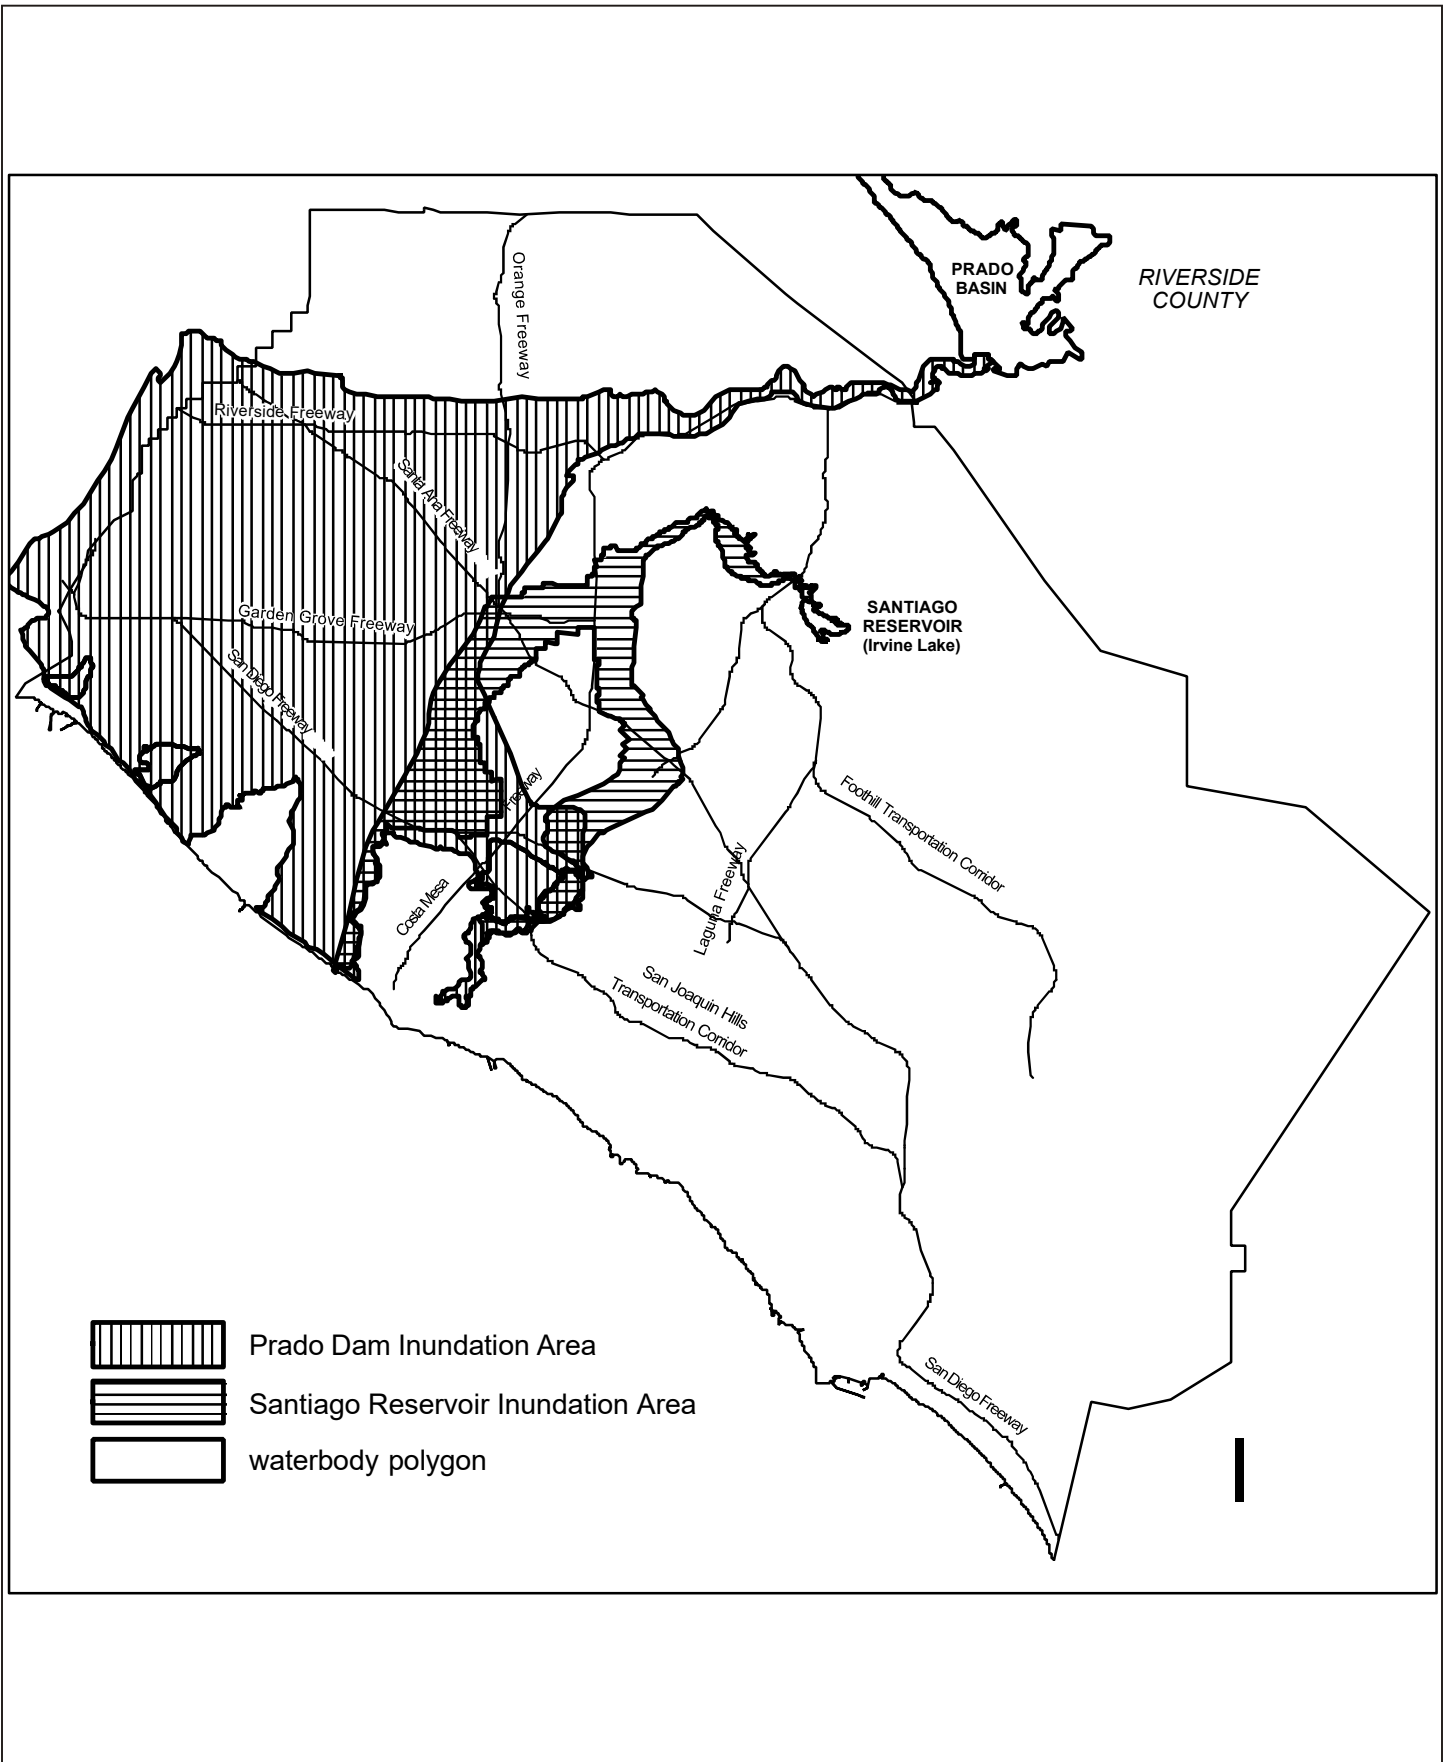 PRADO
BASIN
RIVERSIDE
COUNTY
Orange Freeway
Riverside Freeway
Santa Ana Freeway
Garden Grove Freeway
San Diego Freeway
SANTIAGO
RESERVOIR
(Irvine Lake)
Freeway
Costa Mesa
Foothill Transportation Corridor
Laguna Freeway
San Joaquin Hills
Transportation Corridor
San Diego Freeway
Prado Dam Inundation Area
Santiago Reservoir Inundation Area
waterbody polygon